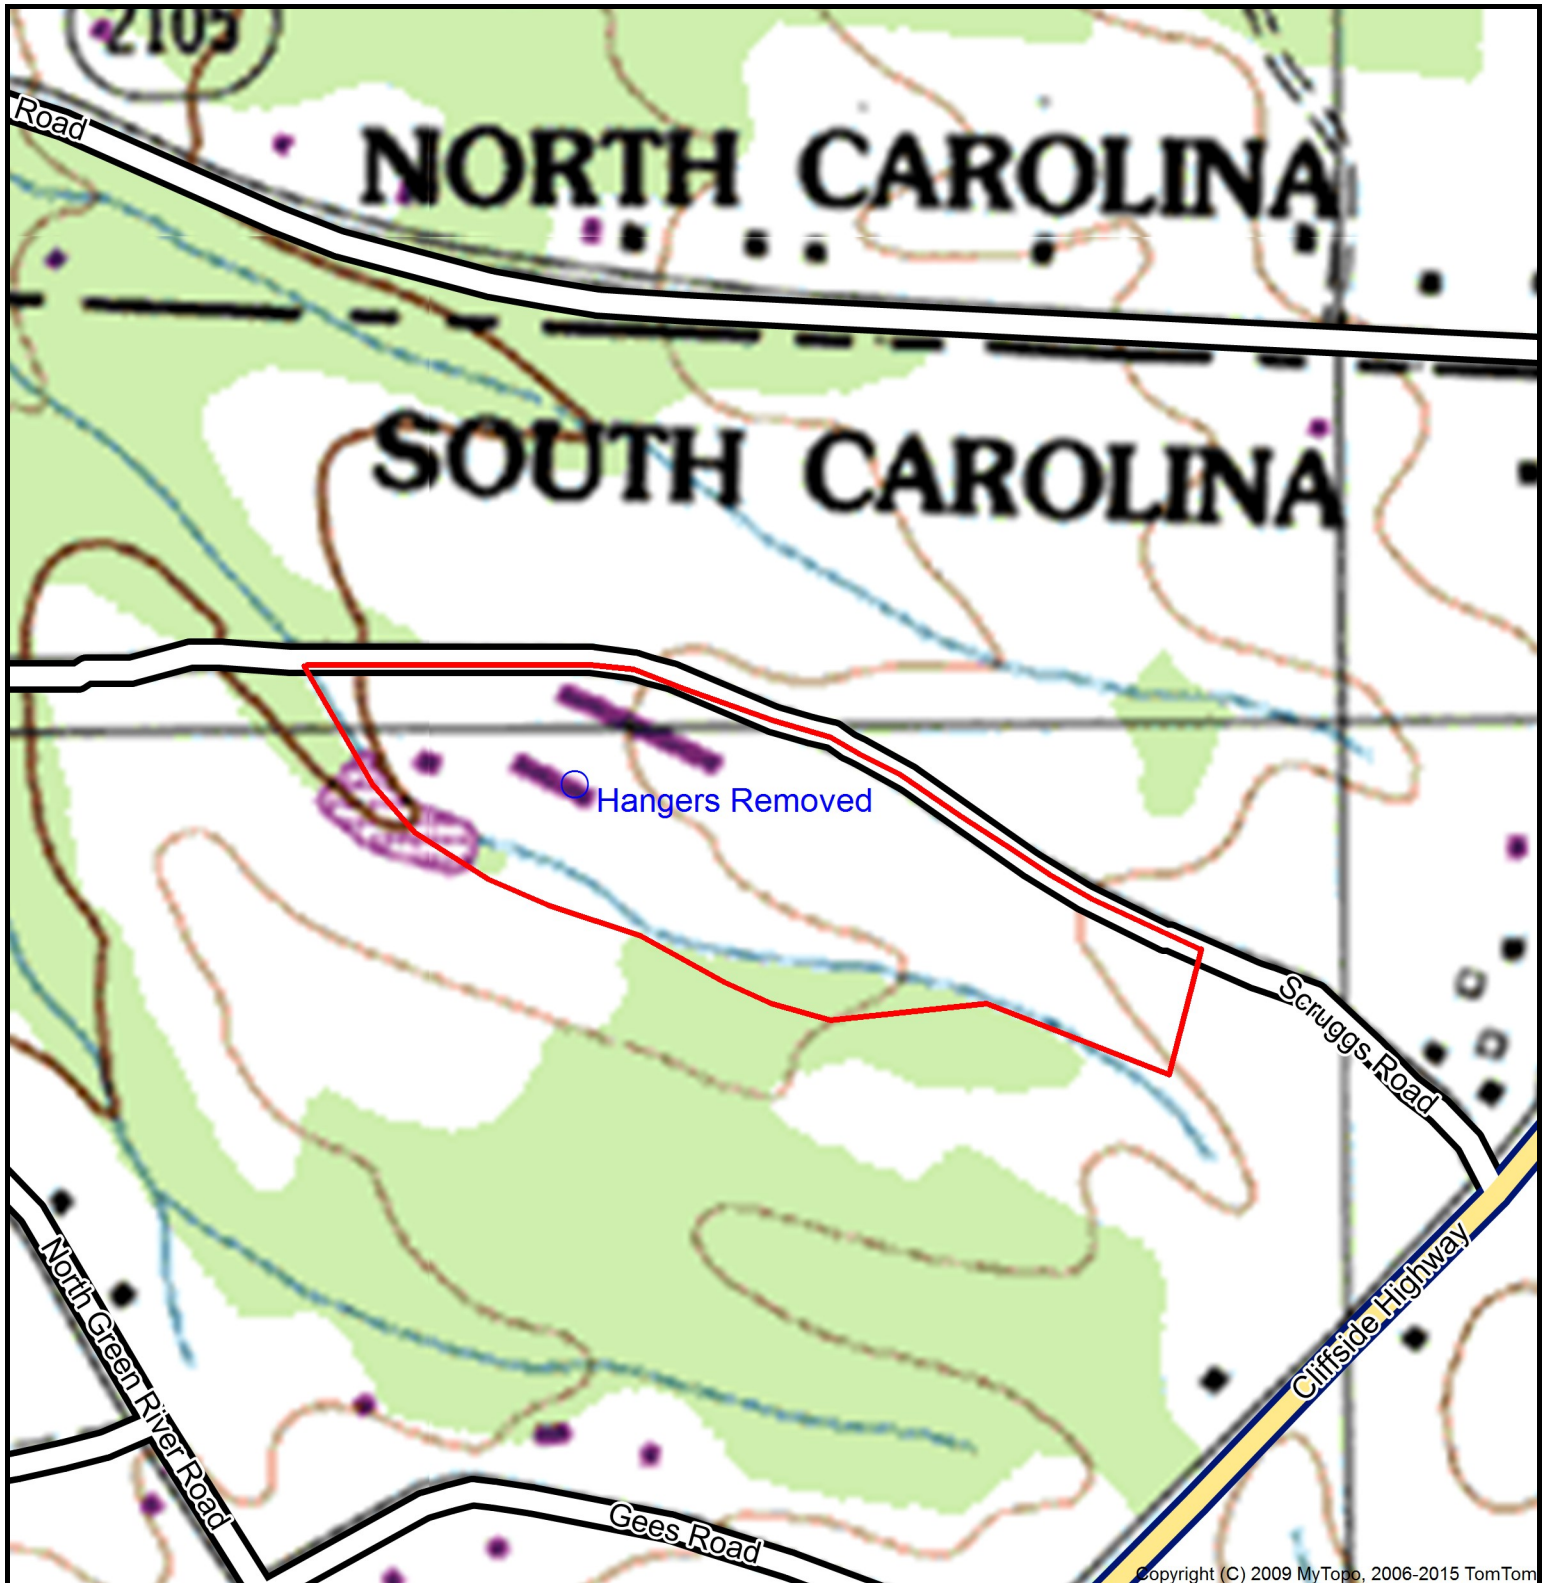 2105
Road
NORTH CAROLINA
SOUTH CAROLINA
Hangers Removed
Scruggs Road
Cliffside Highway
North Green River Road
Gees Road
Copyright (C) 2009 MyTopo, 2006-2015 TomTom